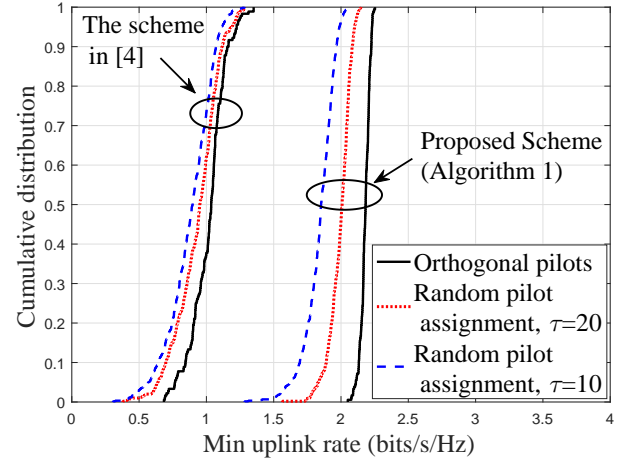 The scheme
in [4]
Proposed Scheme
(Algorithm 1)
Orthogonal pilots
Random pilot
assignment, τ=20
Random pilot
assignment, τ=10
Cumulative distribution
1
0.9
0.8
0.7
0.6
0.5
0.4
0.3
0.2
0.1
0
0 0.5 1 1.5 2 2.5 3 3.5 4
Min uplink rate (bits/s/Hz)